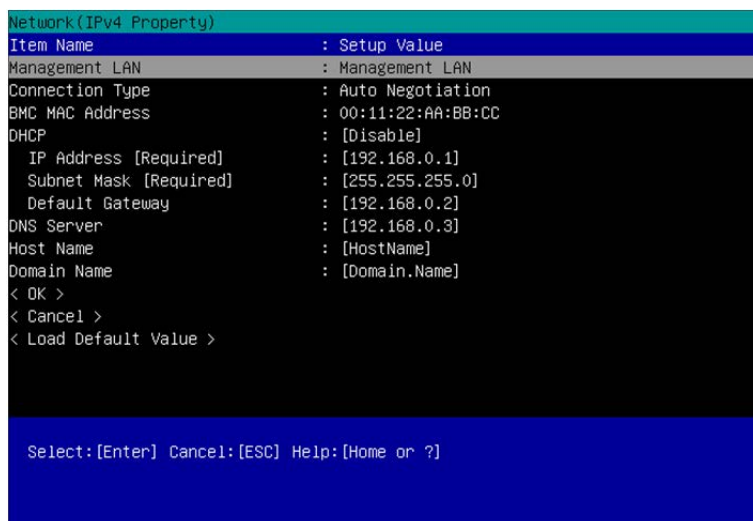 Network(IPv4 Property)
Item Name : Setup Value
Management LAN : Management LAN
Connection Type : Auto Negotiation
BMC MAC Address : 00:11:22:AA:BB:CC
DHCP : [Disable]
IP Address [Required] : [192.168.0.1]
Subnet Mask [Required] : [255.255.255.0]
Default Gateway : [192.168.0.2]
DNS Server : [192.168.0.3]
Host Name : [HostName]
Domain Name : [Domain.Name]
< OK >
< Cancel >
< Load Default Value >
Select:[Enter] Cancel:[ESC] Help:[Home or ?]